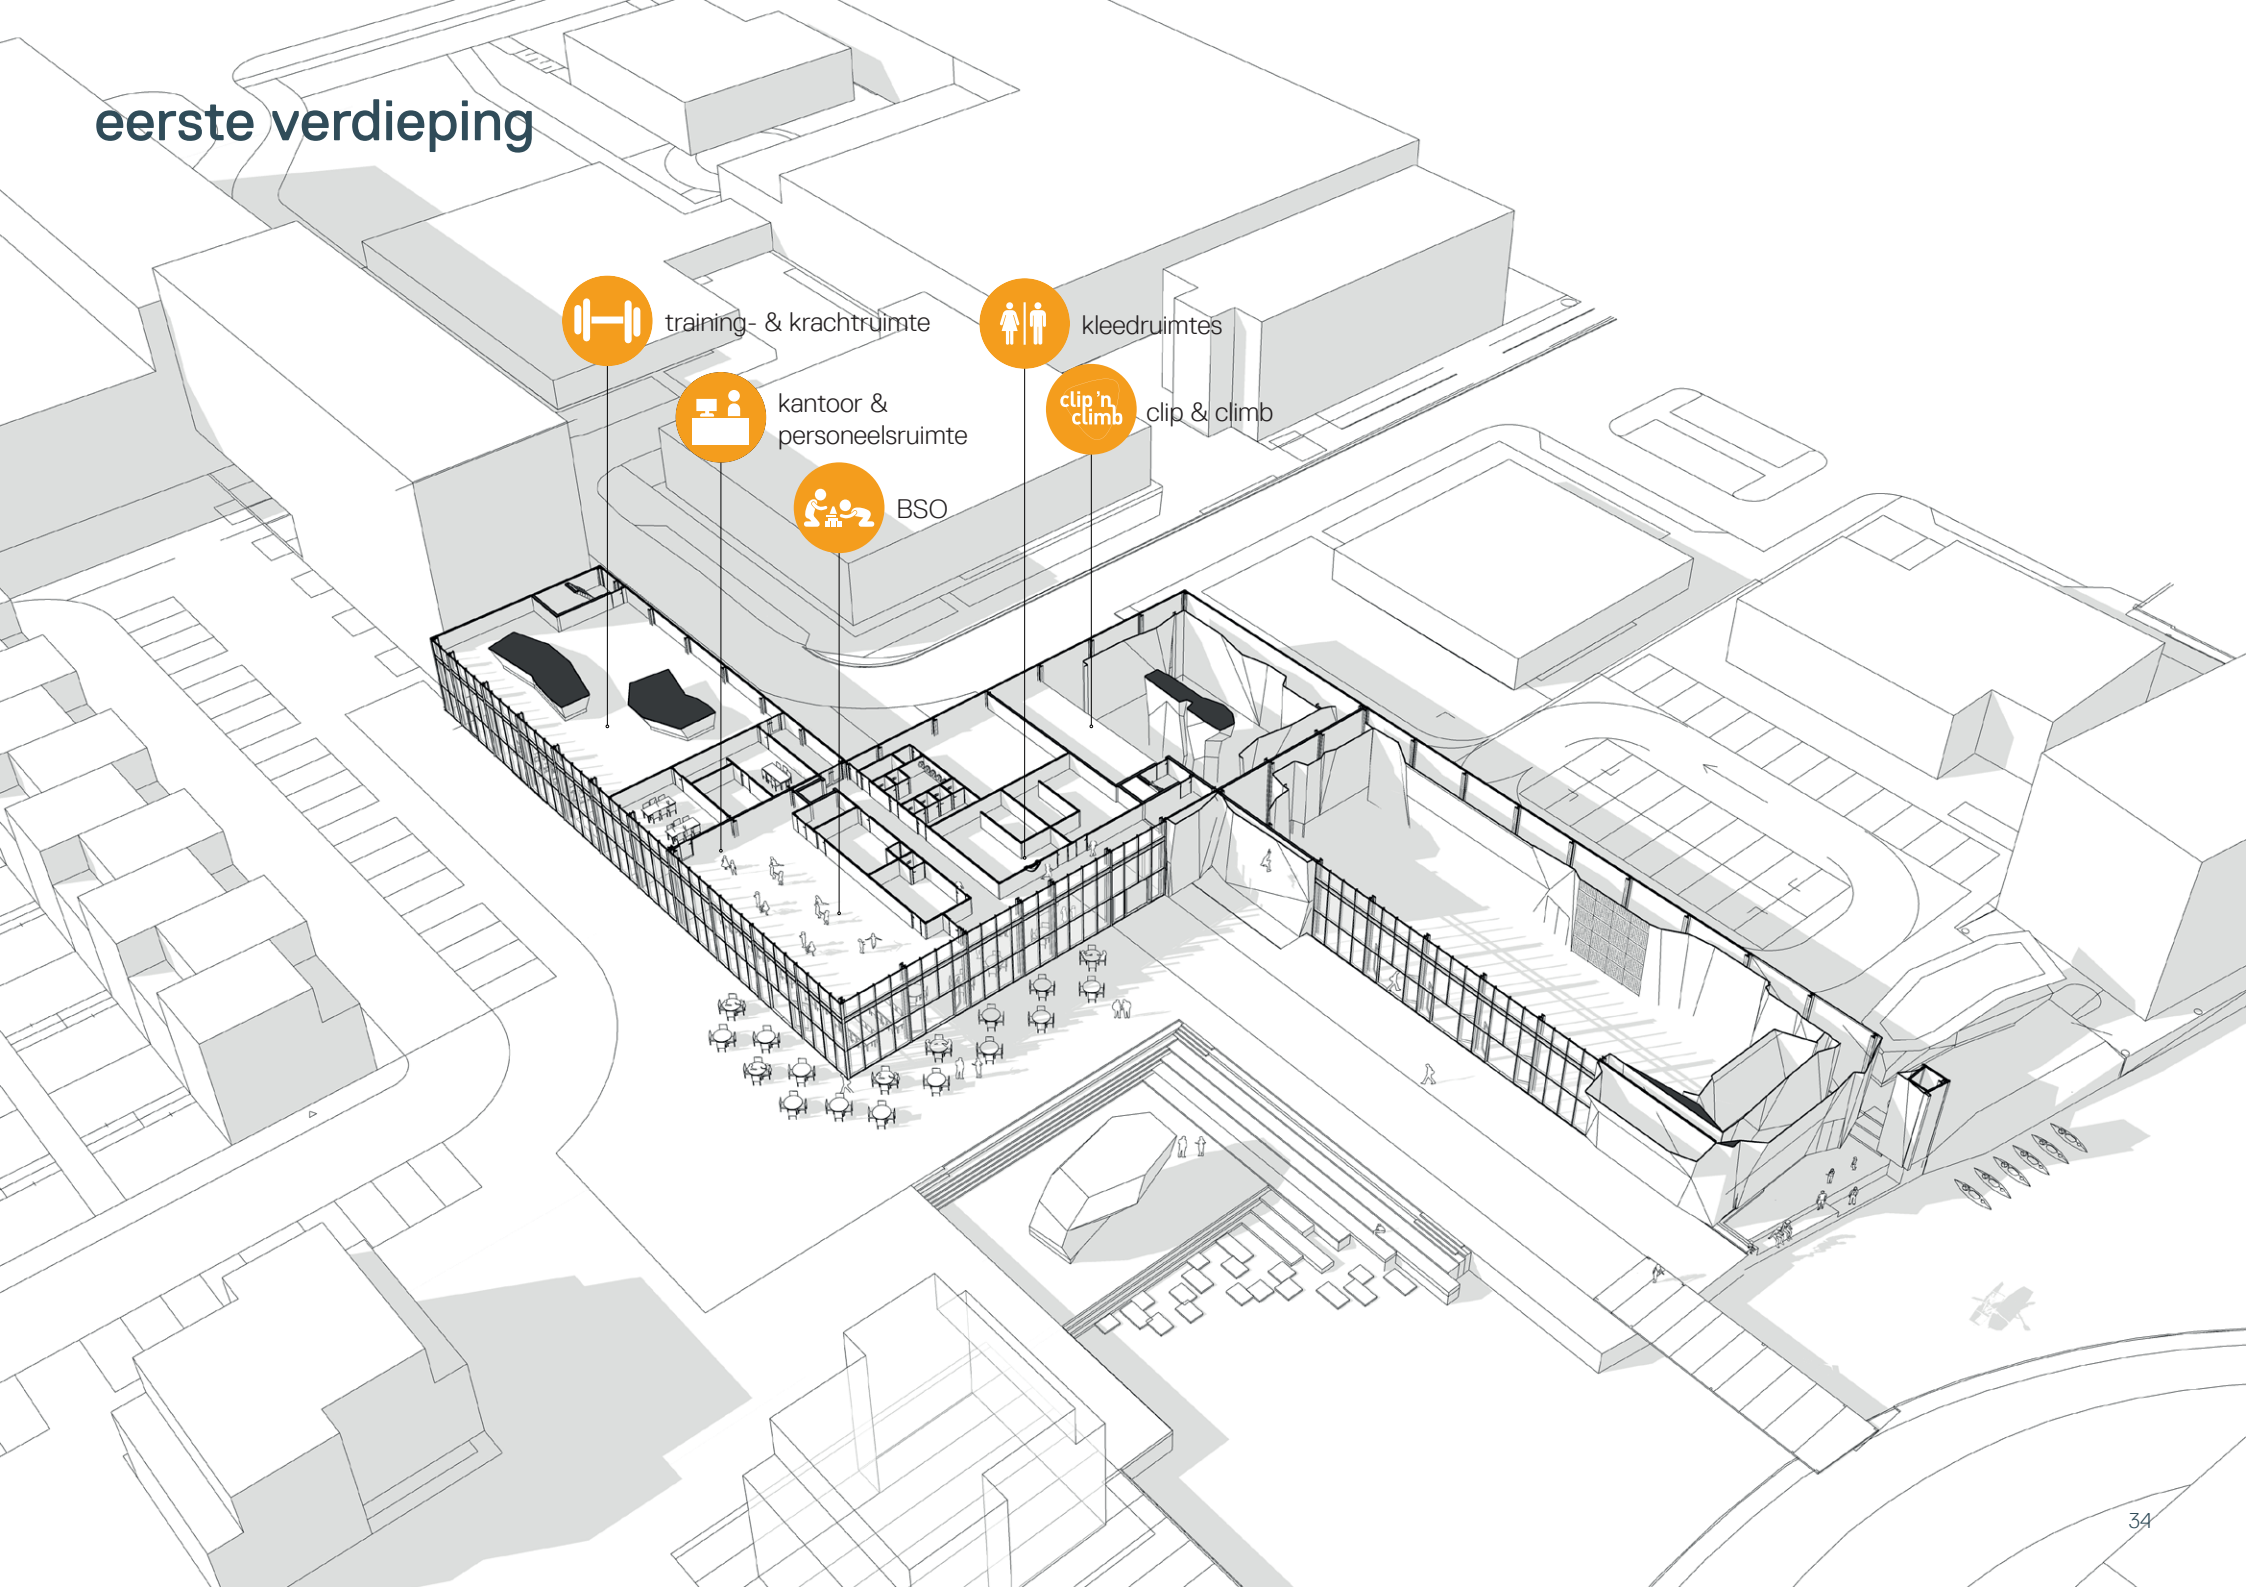 eerste verdieping
training- & krachtruimte
kleedruimtes
kantoor &
personeelsruimte
clip 'n
climb
clip & climb
BSO
34